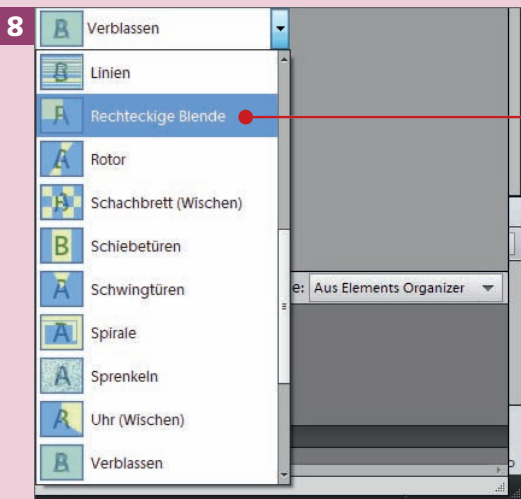 8
Verblassen
Linien
Rechteckige Blende
Rotor
Schachbrett (Wischen)
Schiebetüren
Schwingtüren
e: Aus Elements Organizer
Spirale
Sprenkeln
Uhr (Wischen)
Verblassen